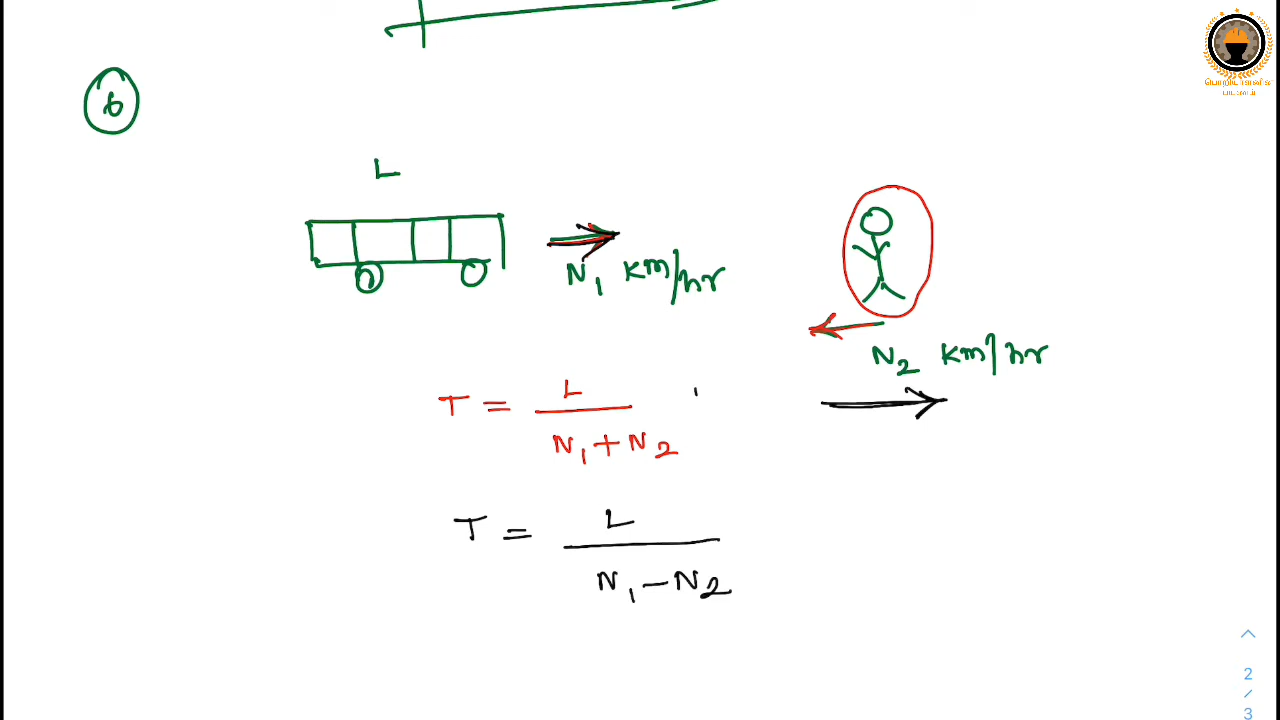 6
L
N₁ km/hr
N₂ km/hr
T = L / (N₁ + N₂)
T = L / (N₁ - N₂)
2
/
3